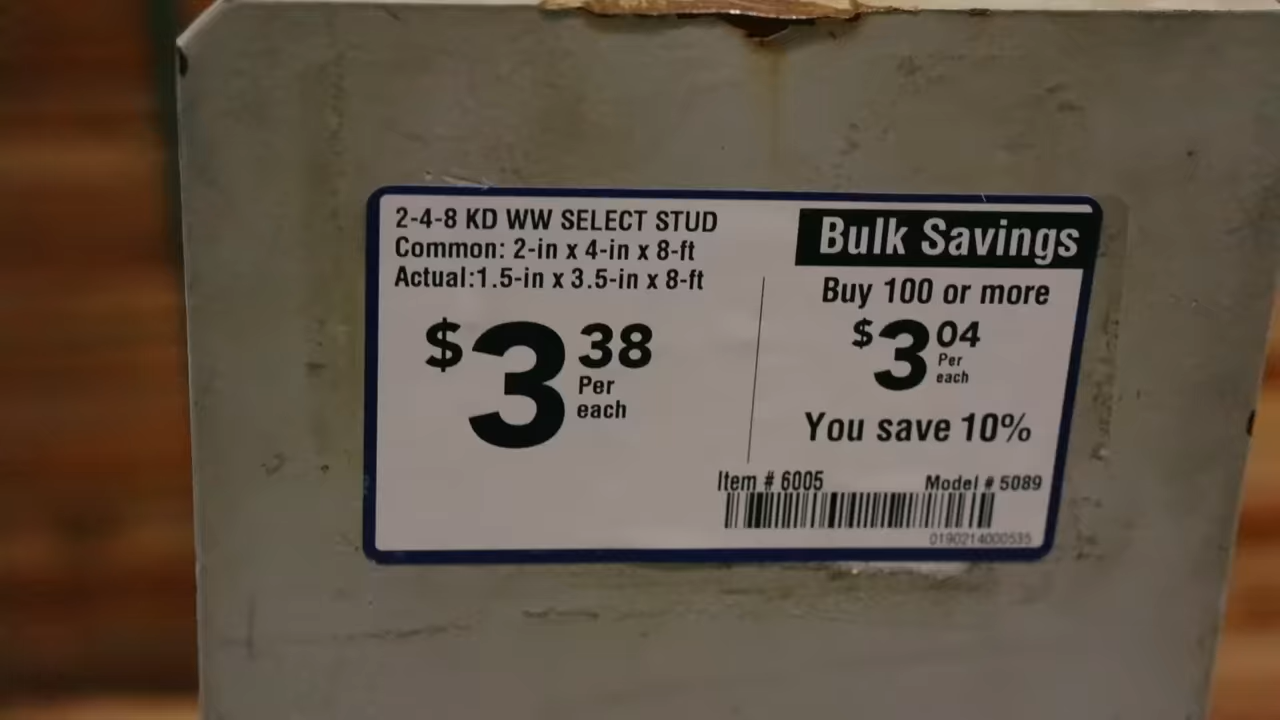 2-4-8 KD WW SELECT STUD
Common: 2-in x 4-in x 8-ft
Actual:1.5-in x 3.5-in x 8-ft
$3 38
Per
each
Bulk Savings
Buy 100 or more
$3 04
Per
each
You save 10%
Item # 6005 Model # 5089
0190214000535